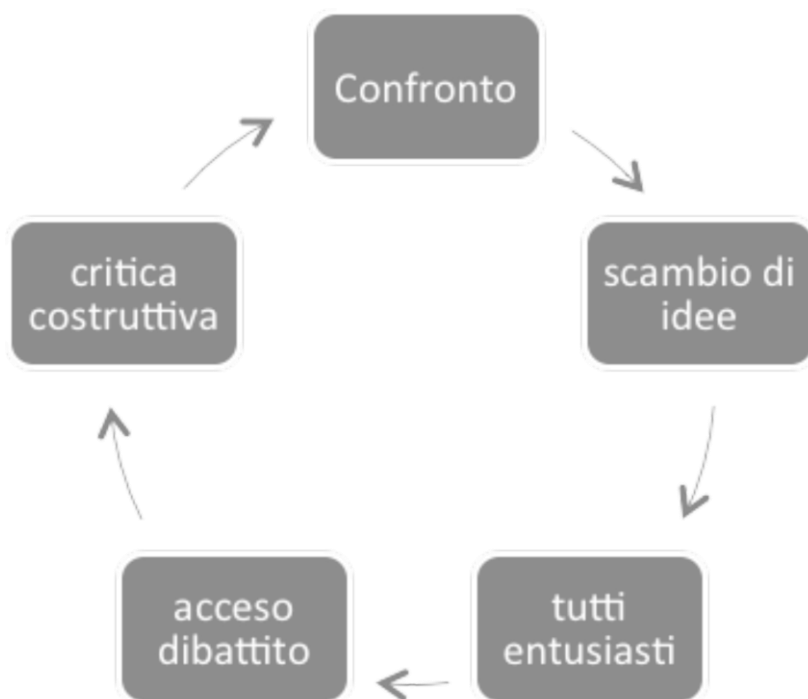 Confronto
scambio di
idee
tutti
entusiasti
acceso
dibattito
critica
costruttiva